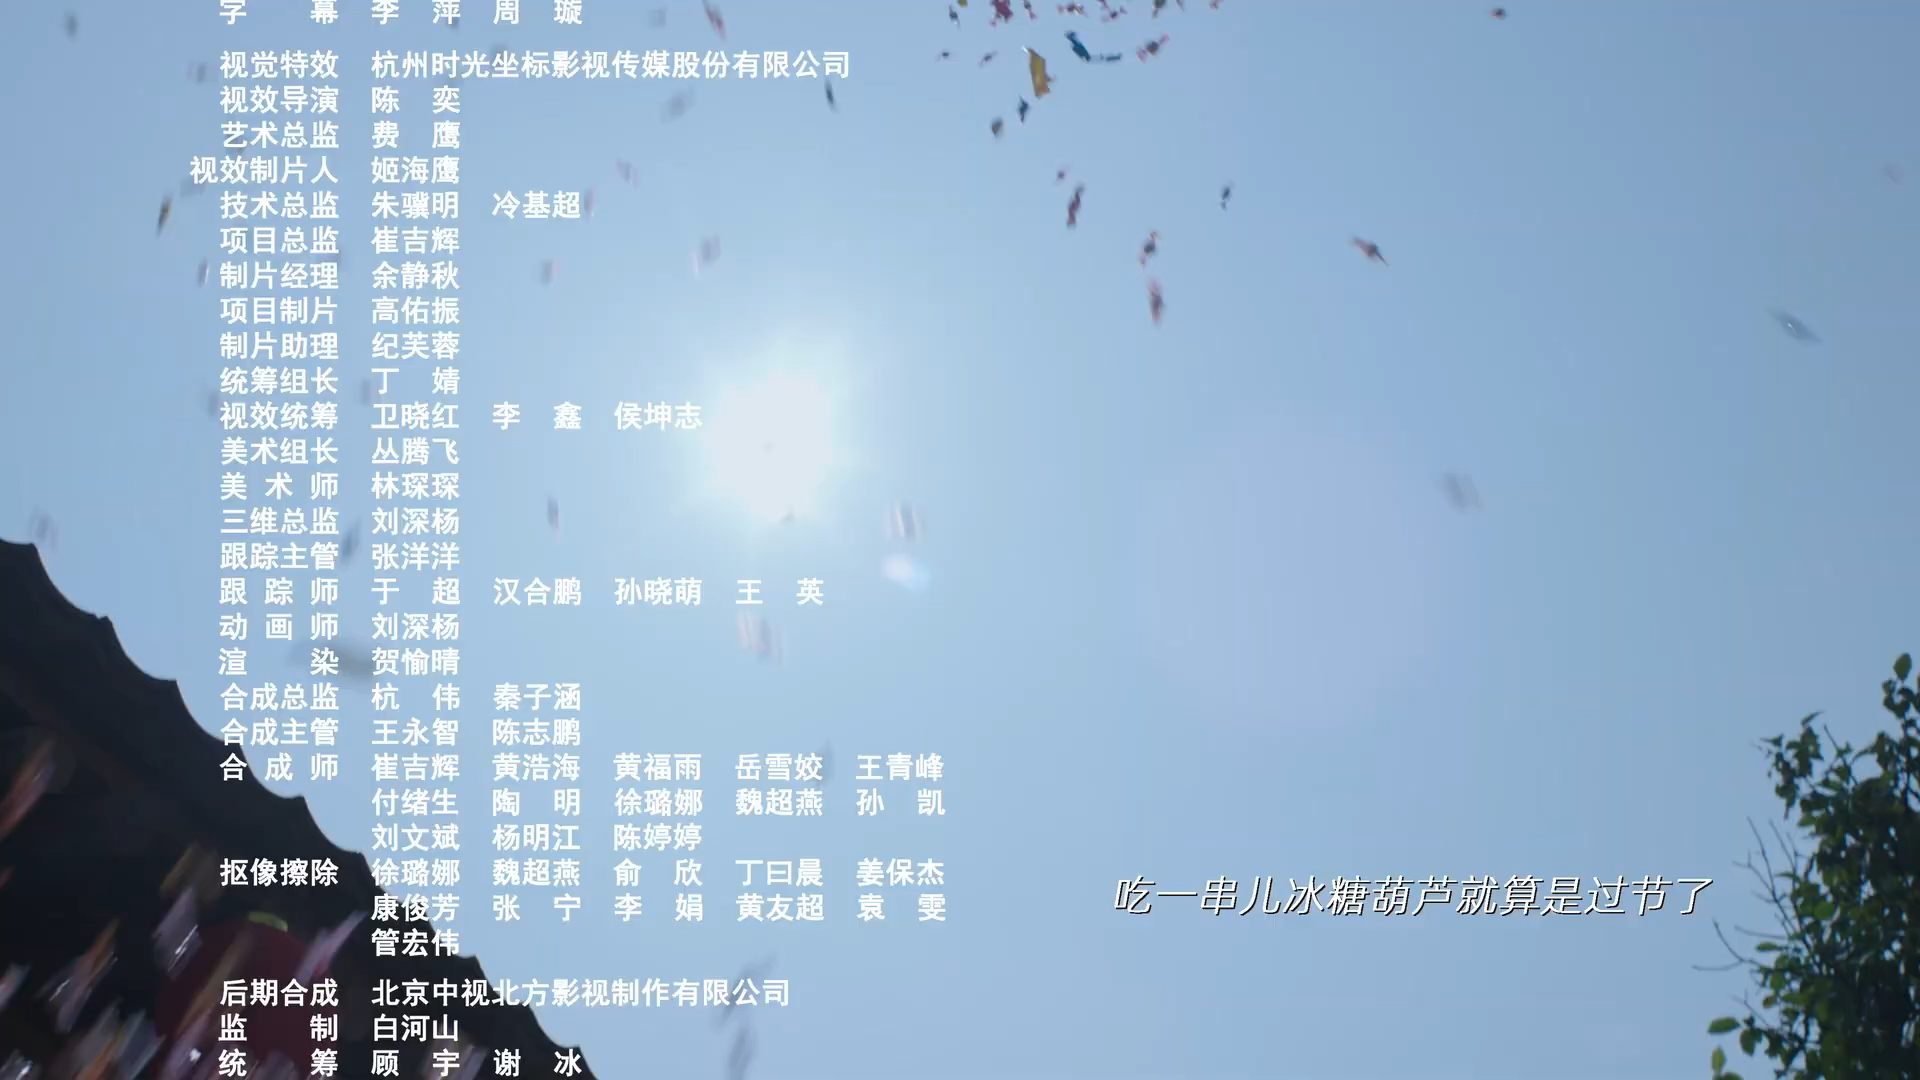 字幕 李萍 周璇
视觉特效 杭州时光坐标影视传媒股份有限公司
视效导演 陈奕
艺术总监 费鹰
视效制片人 姬海鹰
技术总监 朱骥明 冷基超
项目总监 崔吉辉
制片经理 余静秋
项目制片 高佑振
制片助理 纪芙蓉
统筹组长 丁婧
视效统筹 卫晓红 李鑫 侯坤志
美术组长 丛腾飞
美术师 林琛琛
三维总监 刘深杨
跟踪主管 张洋洋
跟踪师 于超 汉合鹏 孙晓萌 王英
动画师 刘深杨
渲染 贺愉晴
合成总监 杭伟 秦子涵
合成主管 王永智 陈志鹏
合成师 崔吉辉 黄浩海 黄福雨 岳雪姣 王青峰
付绪生 陶明 徐璐娜 魏超燕 孙凯
刘文斌 杨明江 陈婷婷
抠像擦除 徐璐娜 魏超燕 俞欣 丁曰晨 姜保杰
康俊芳 张宁 李娟 黄友超 袁雯
管宏伟
后期合成 北京中视北方影视制作有限公司
监制 白河山
统筹 顾宇 谢冰
吃一串儿冰糖葫芦就算是过节了